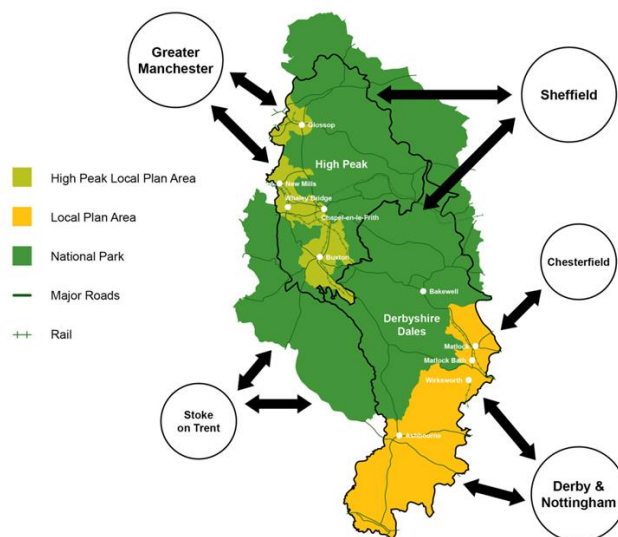 Greater
Manchester
Sheffield
Glossop
High Peak
High Peak Local Plan Area
New Mills
Whaley Bridge
Chapel-en-le-Frith
Local Plan Area
National Park
Buxton
Chesterfield
Major Roads
Bakewell
Derbyshire
Dales
Rail
Matlock
Matlock Bath
Wirksworth
Stoke
on Trent
Ashbourne
Derby &
Nottingham